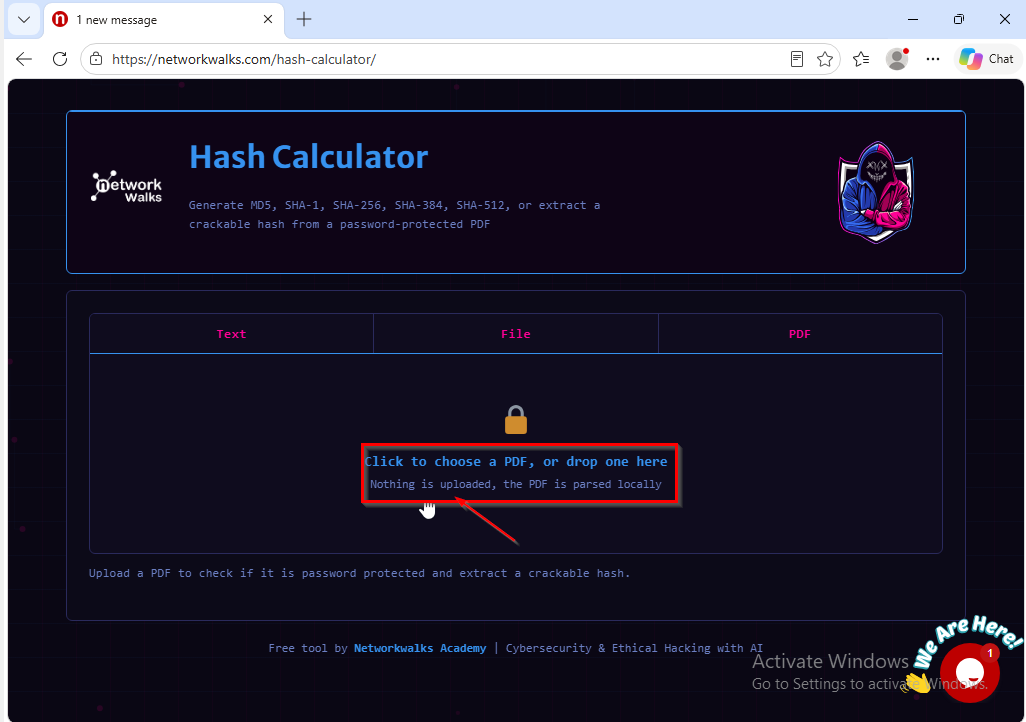 1 new message
https://networkwalks.com/hash-calculator/
Chat
Hash Calculator
network
Walks
Generate MD5, SHA-1, SHA-256, SHA-384, SHA-512, or extract a
crackable hash from a password-protected PDF
Text
File
PDF
Click to choose a PDF, or drop one here
Nothing is uploaded, the PDF is parsed locally
Upload a PDF to check if it is password protected and extract a crackable hash.
Free tool by Networkwalks Academy | Cybersecurity & Ethical Hacking with AI
We Are Here!
1
Activate Windows
Go to Settings to activate Windows.